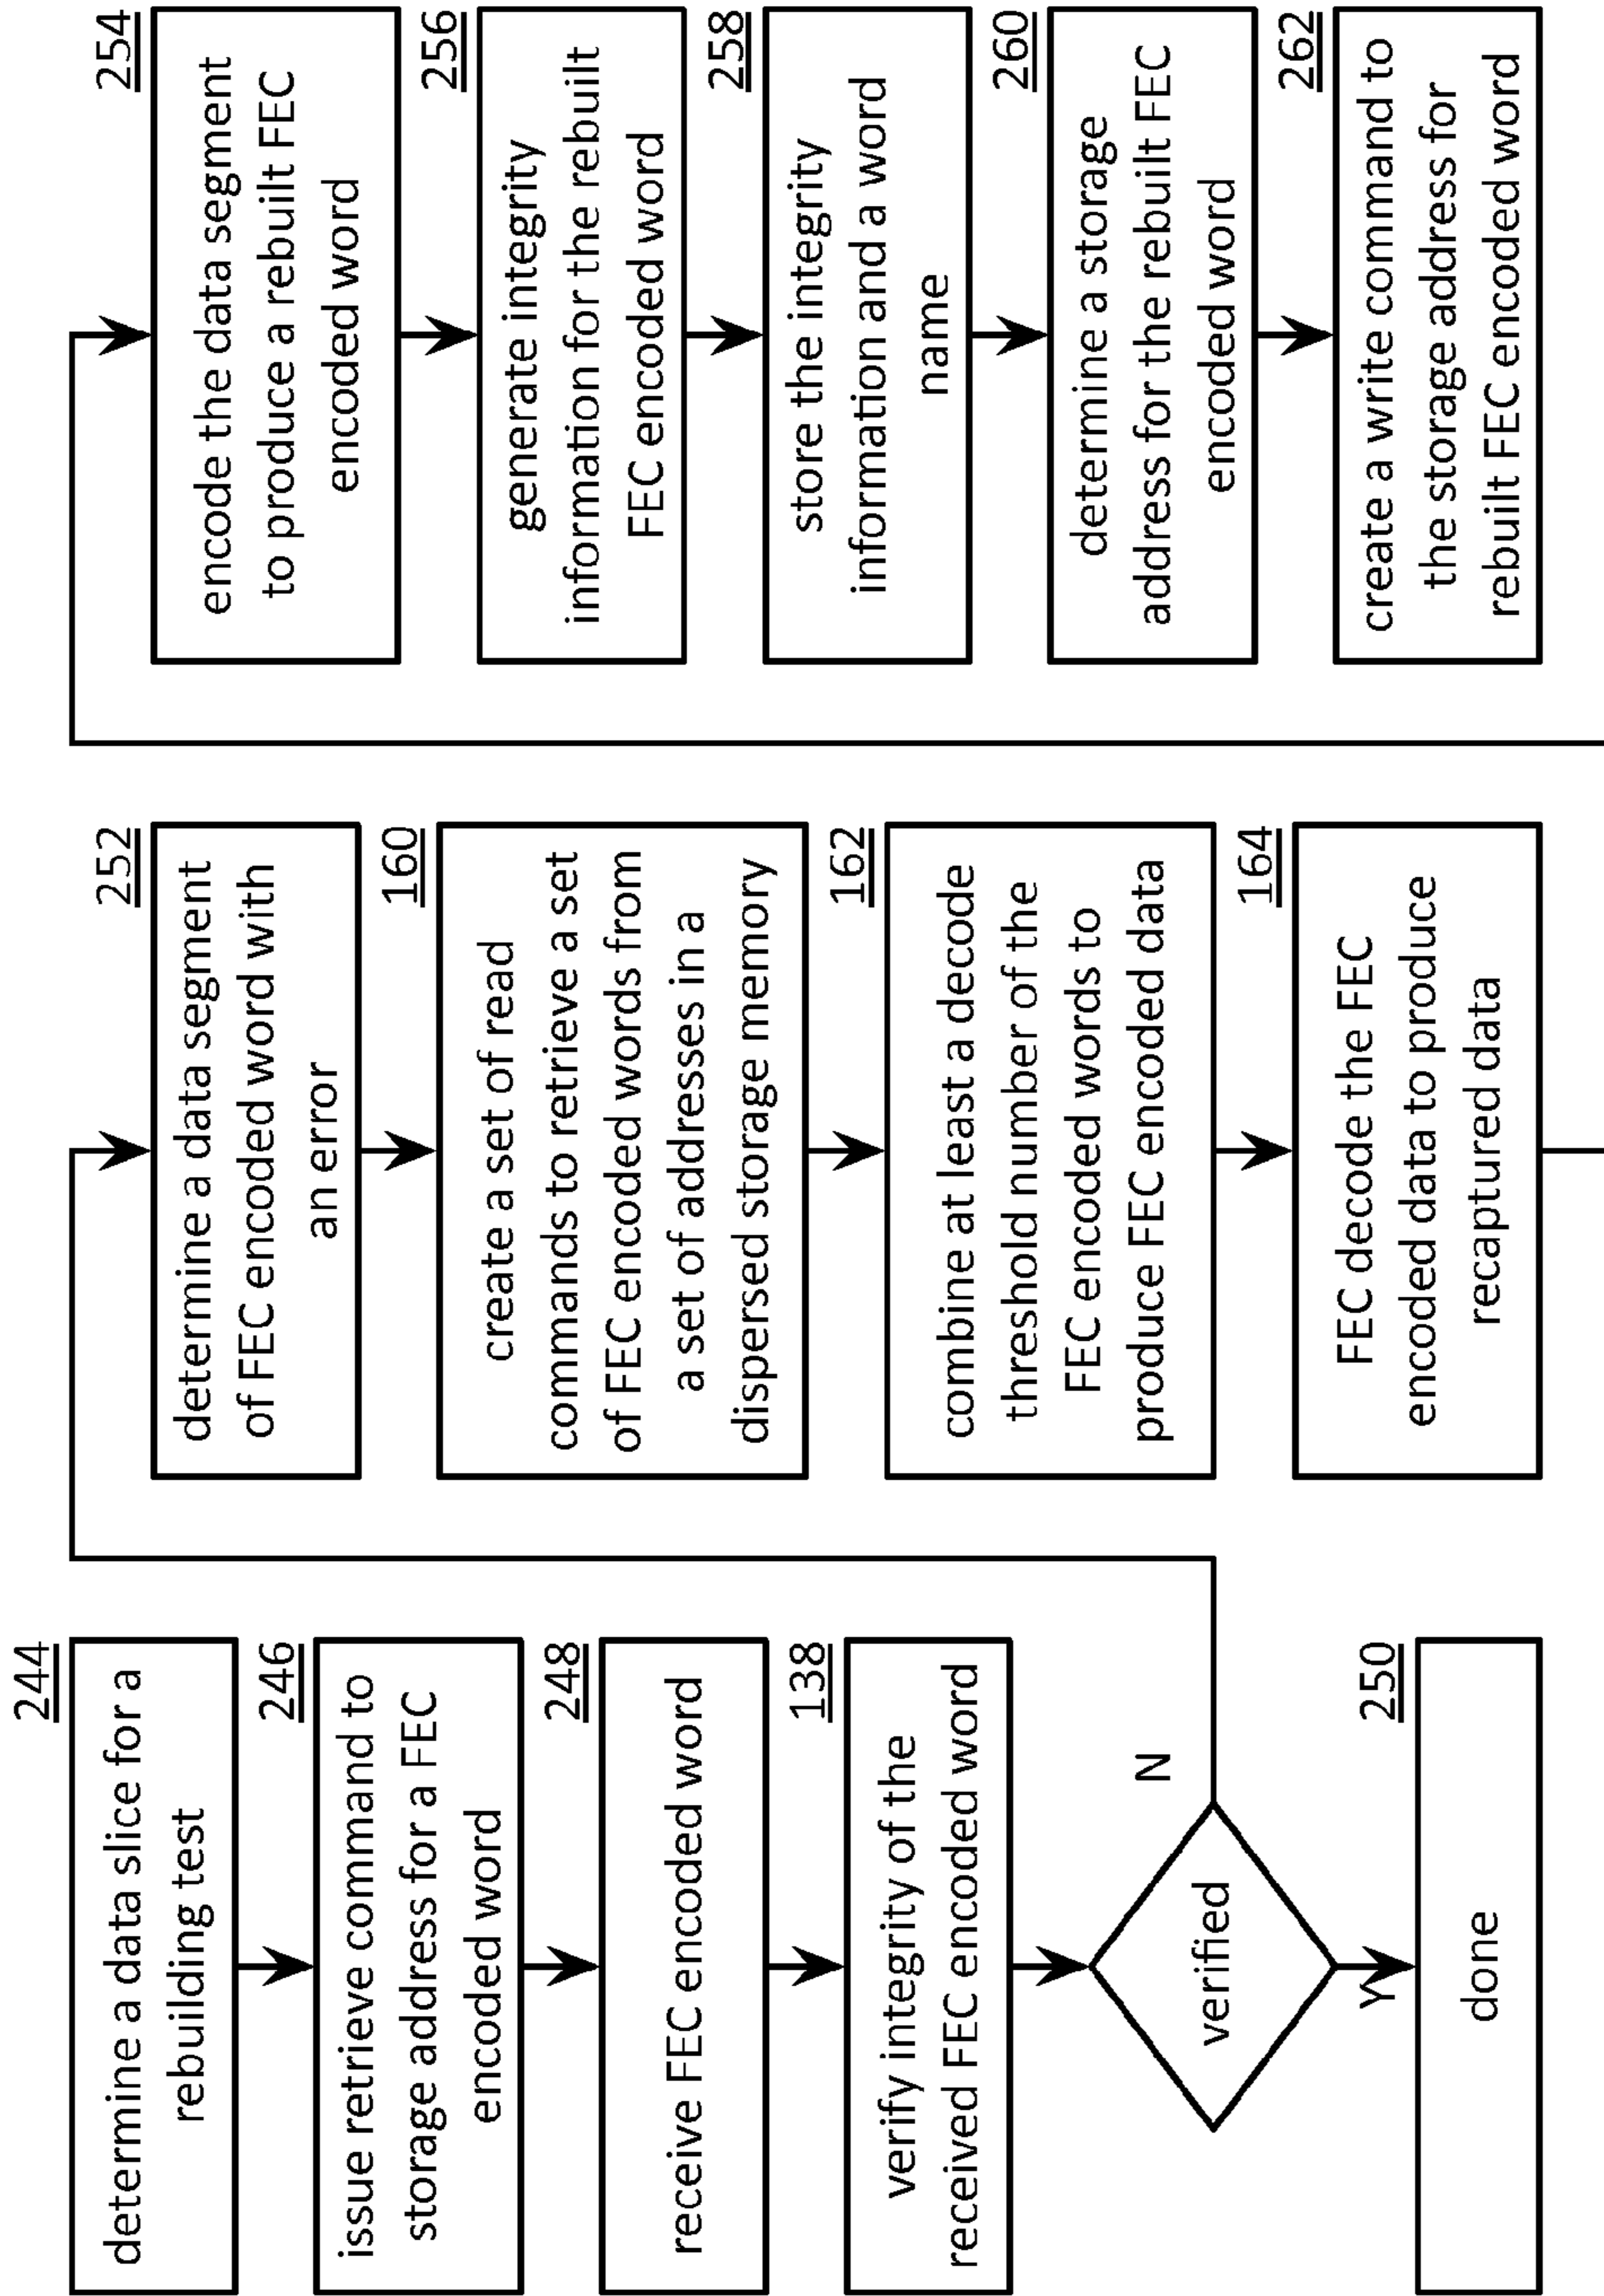 244
determine a data slice for a
rebuilding test
246
issue retrieve command to
storage address for a FEC
encoded word
248
receive FEC encoded word
138
verify integrity of the
received FEC encoded word
verified
N
Y
250
done
252
determine a data segment
of FEC encoded word with
an error
160
create a set of read
commands to retrieve a set
of FEC encoded words from
a set of addresses in a
dispersed storage memory
162
combine at least a decode
threshold number of the
FEC encoded words to
produce FEC encoded data
164
FEC decode the FEC
encoded data to produce
recaptured data
254
encode the data segment
to produce a rebuilt FEC
encoded word
256
generate integrity
information for the rebuilt
FEC encoded word
258
store the integrity
information and a word
name
260
determine a storage
address for the rebuilt FEC
encoded word
262
create a write command to
the storage address for
rebuilt FEC encoded word